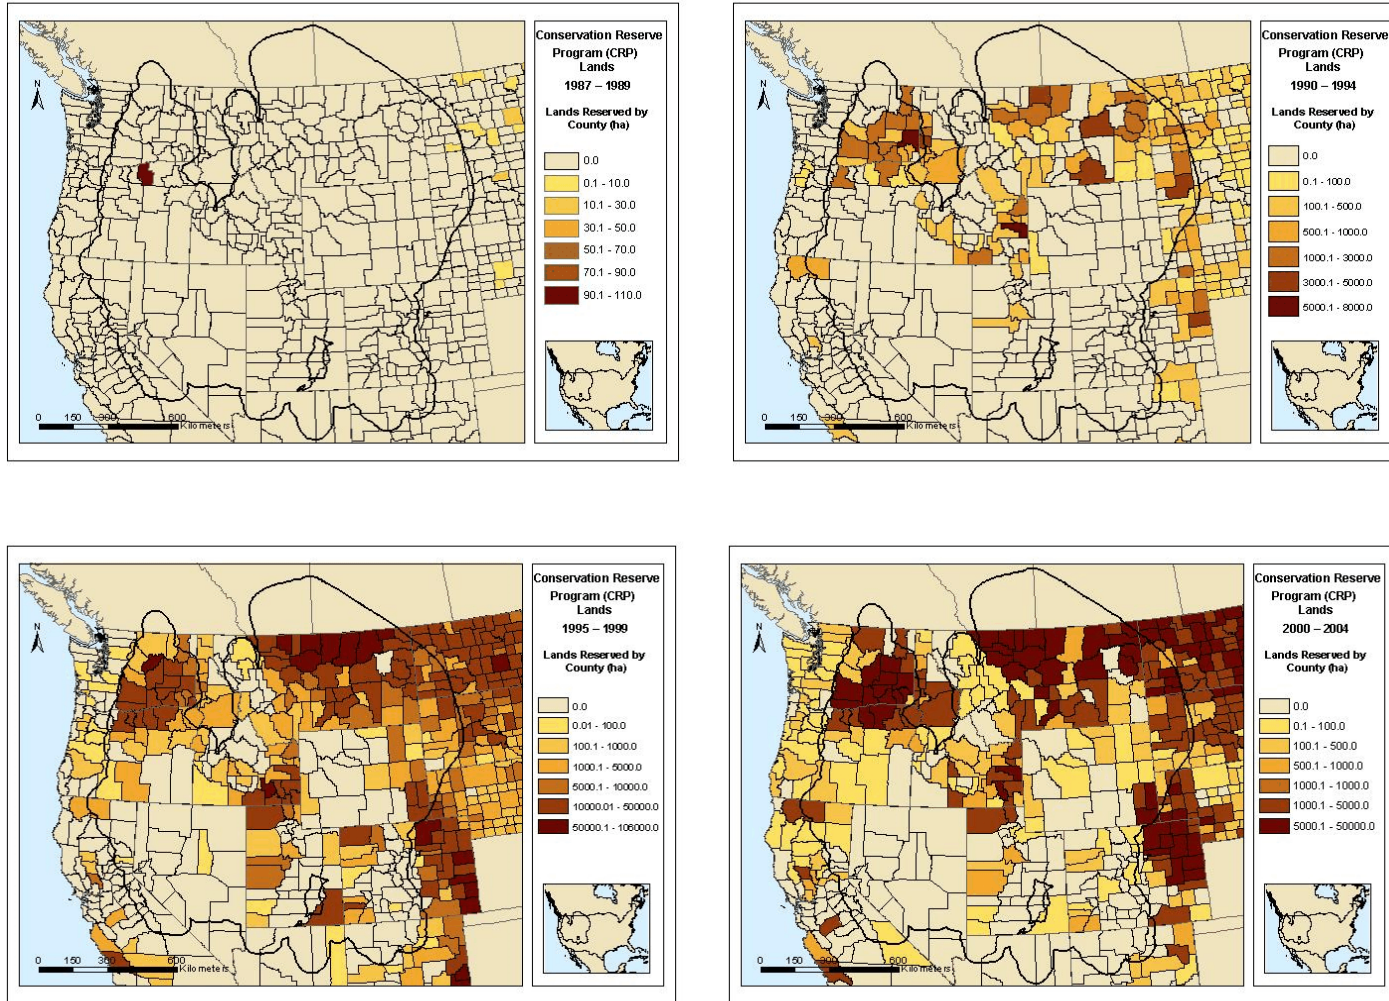 Conservation Reserve
Program (CRP)
Lands
1987 – 1989
Lands Reserved by
County (ha)
0.0
0.1 - 10.0
10.1 - 30.0
30.1 - 50.0
50.1 - 70.0
70.1 - 90.0
90.1 - 110.0
N
0 150 300 600
Kilometers
Conservation Reserve
Program (CRP)
Lands
1990 – 1994
Lands Reserved by
County (ha)
0.0
0.1 - 100.0
100.1 - 500.0
500.1 - 1000.0
1000.1 - 3000.0
3000.1 - 5000.0
5000.1 - 8000.0
N
0 150 300 600
Kilometers
Conservation Reserve
Program (CRP)
Lands
1995 – 1999
Lands Reserved by
County (ha)
0.0
0.01 - 100.0
100.1 - 1000.0
1000.1 - 5000.0
5000.1 - 10000.0
10000.01 - 50000.0
50000.1 - 106000.0
N
0 150 300 600
Kilometers
Conservation Reserve
Program (CRP)
Lands
2000 – 2004
Lands Reserved by
County (ha)
0.0
0.1 - 100.0
100.1 - 500.0
500.1 - 1000.0
1000.1 - 1000.0
1000.1 - 5000.0
5000.1 - 50000.0
N
0 150 300 600
Kilometers